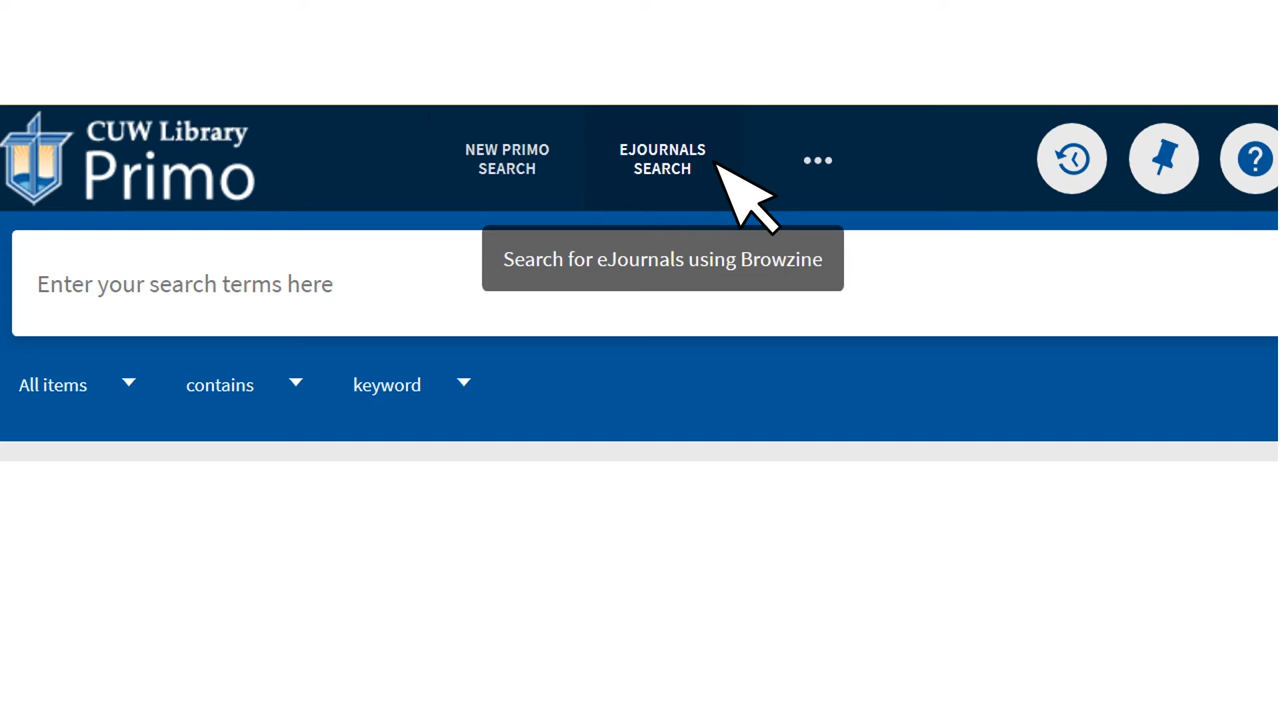 CUW Library
Primo
NEW PRIMO
SEARCH
EJOURNALS
SEARCH
Search for eJournals using Browzine
Enter your search terms here
All items
contains
keyword